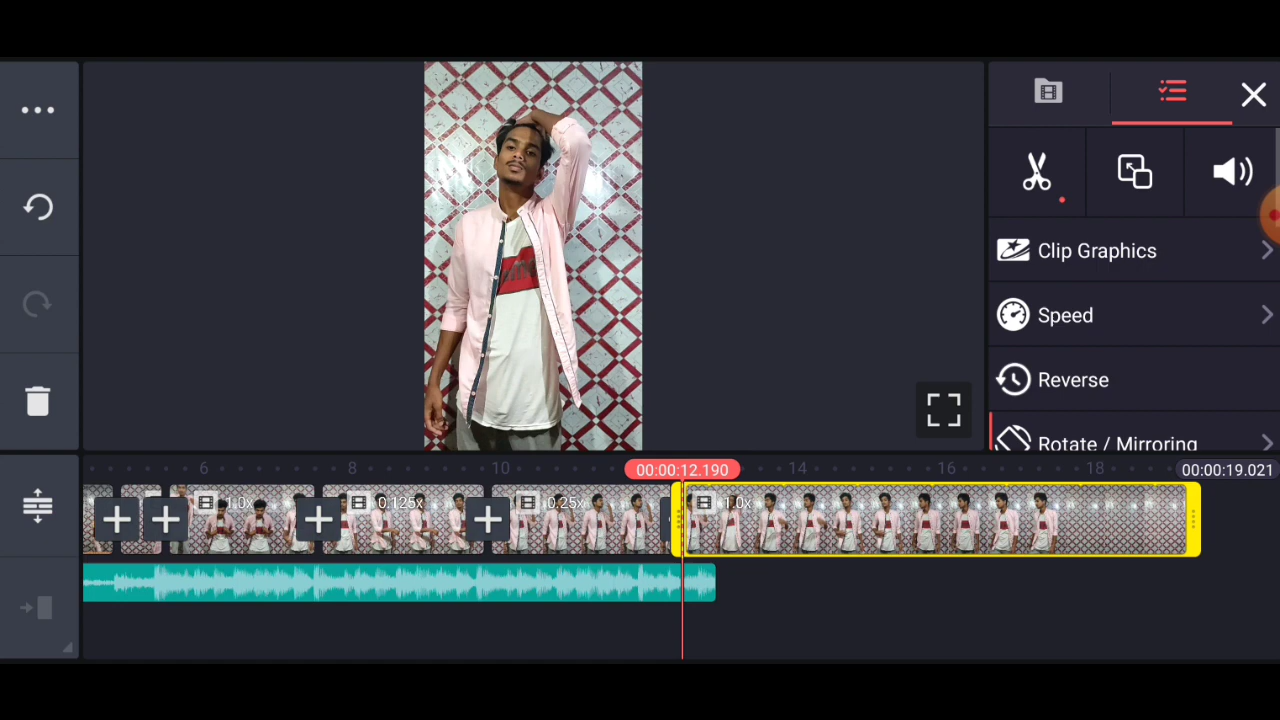 Clip Graphics
Speed
Reverse
Rotate / Mirroring
6 8 10 00:00:12.190 14 16 18 00:00:19.021
1.0x 0.125x 0.25x 1.0x